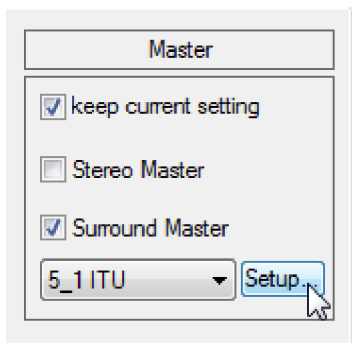 Master
keep current setting
Stereo Master
Surround Master
5_1 ITU Setup...